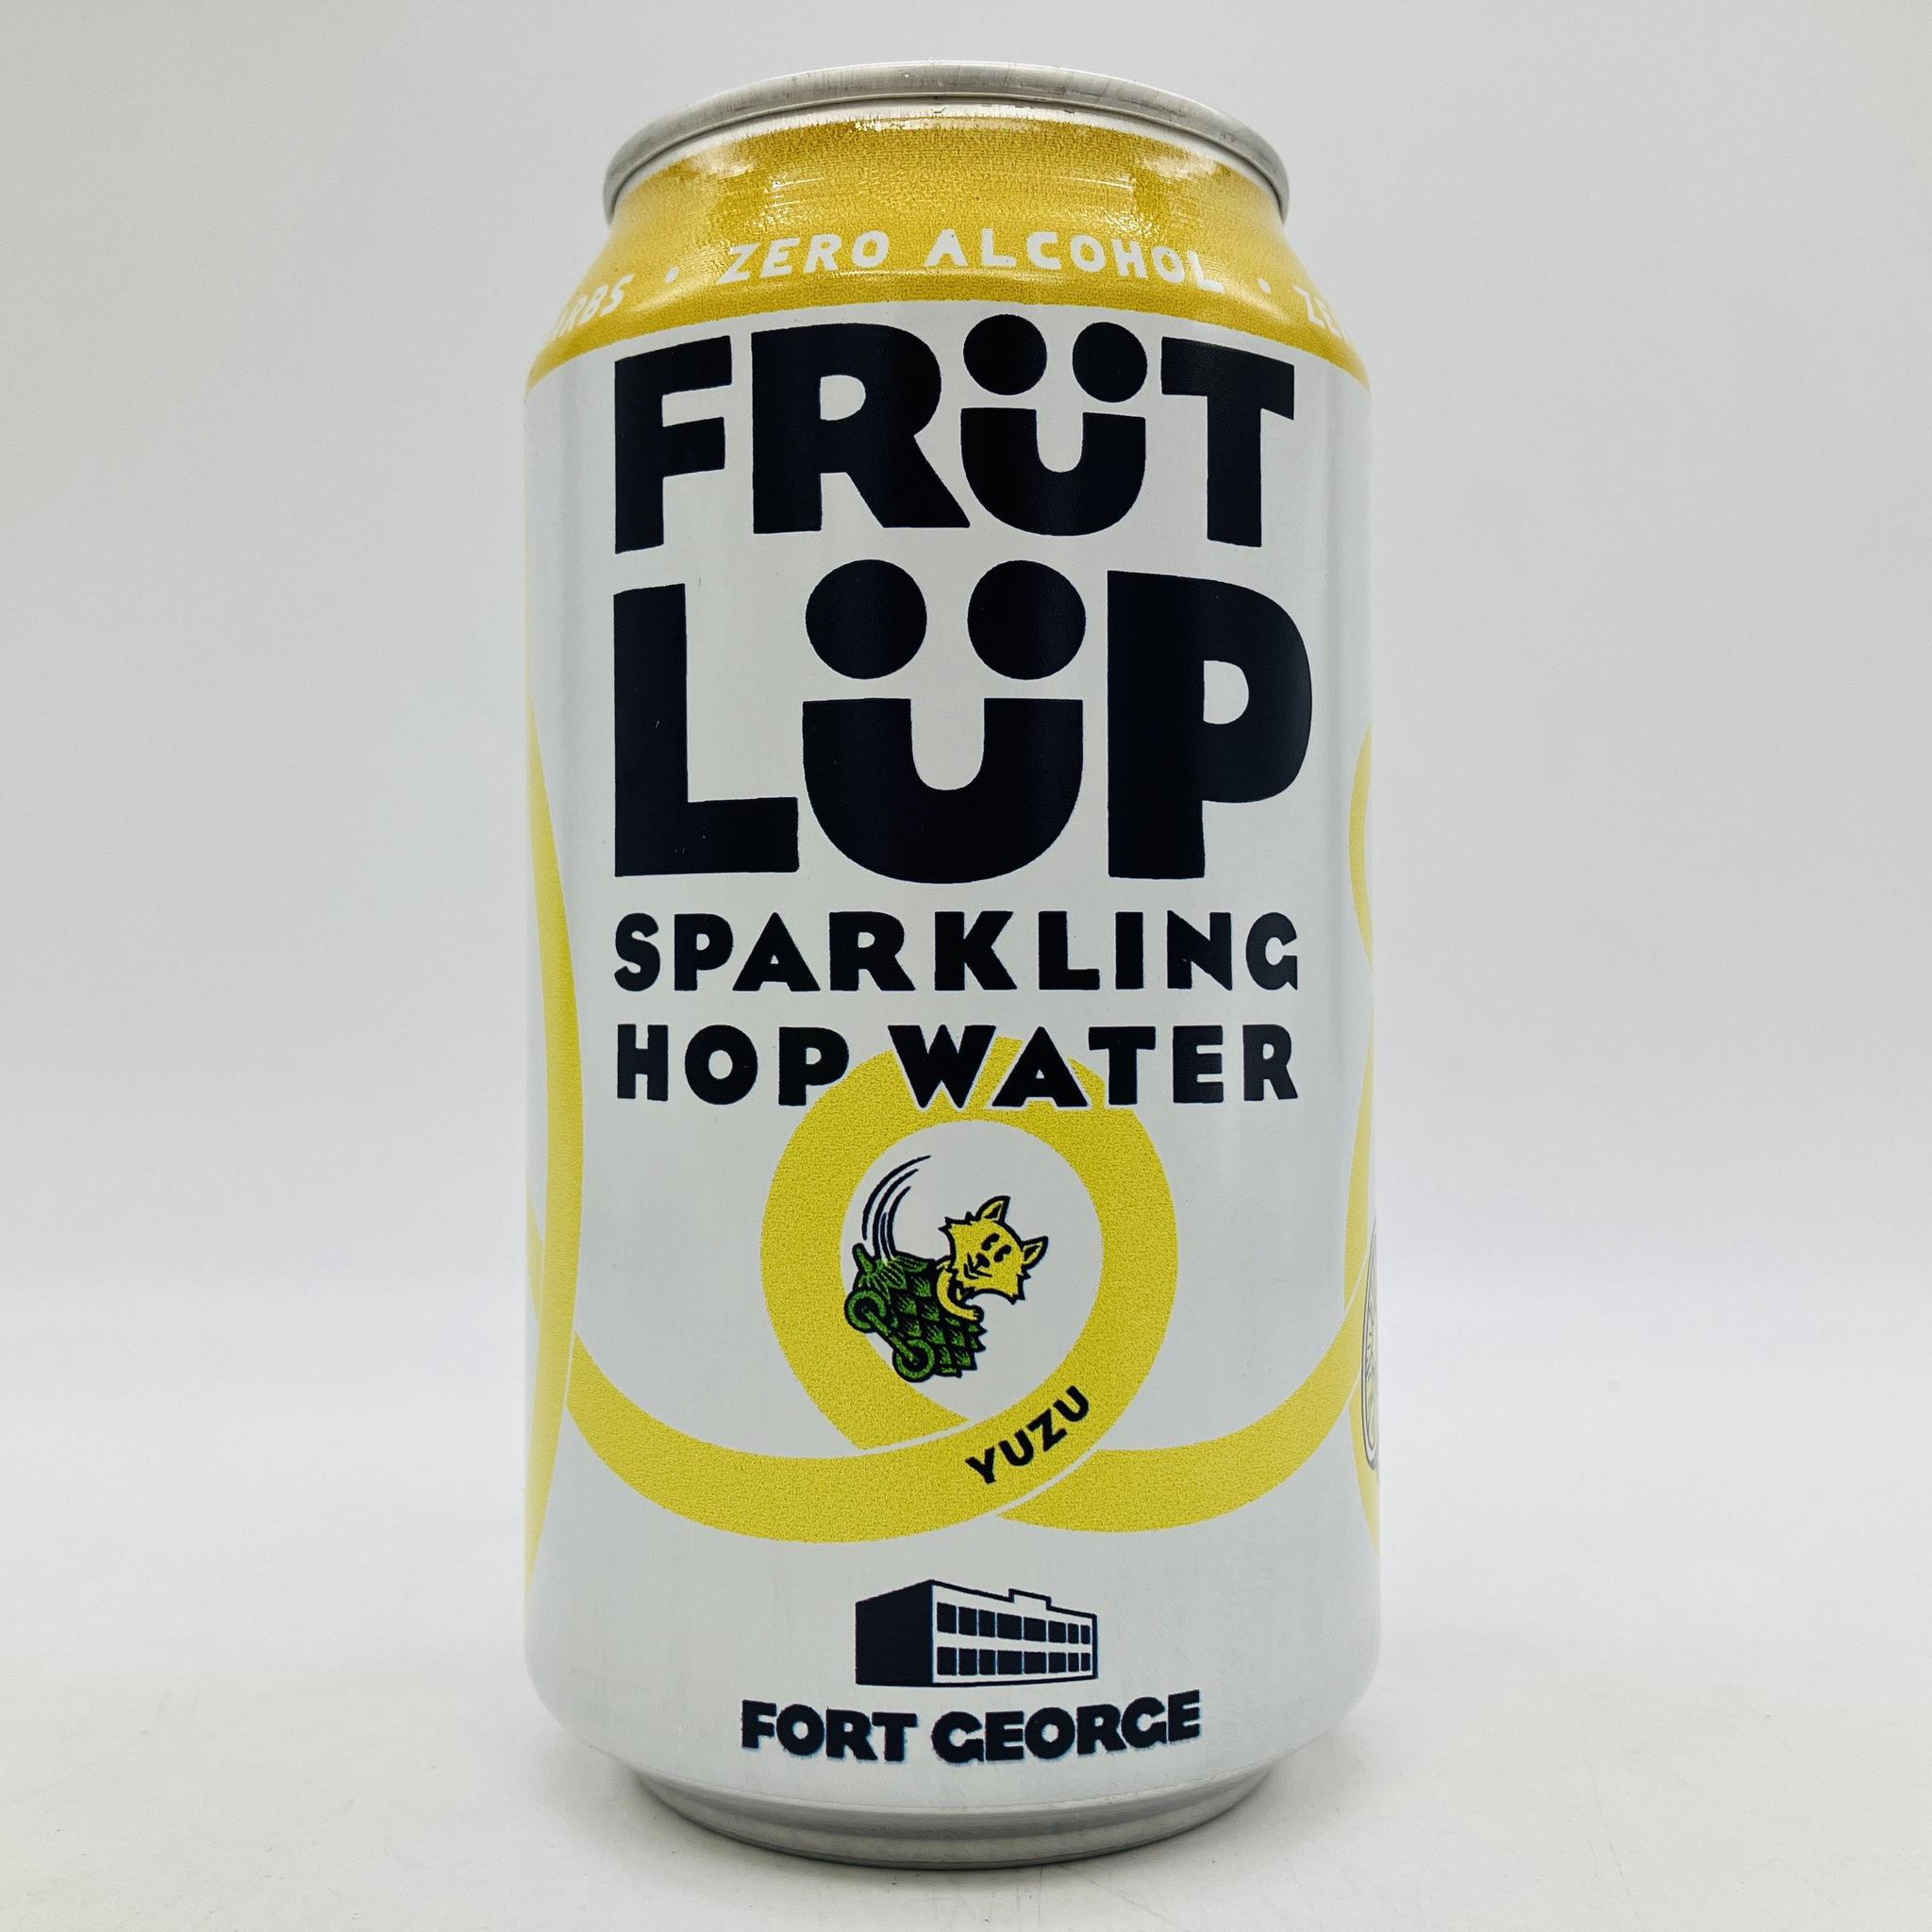 ZERO ALCOHOL
FRÜT
LÜP
SPARKLING
HOP WATER
YUZU
FORT GEORGE